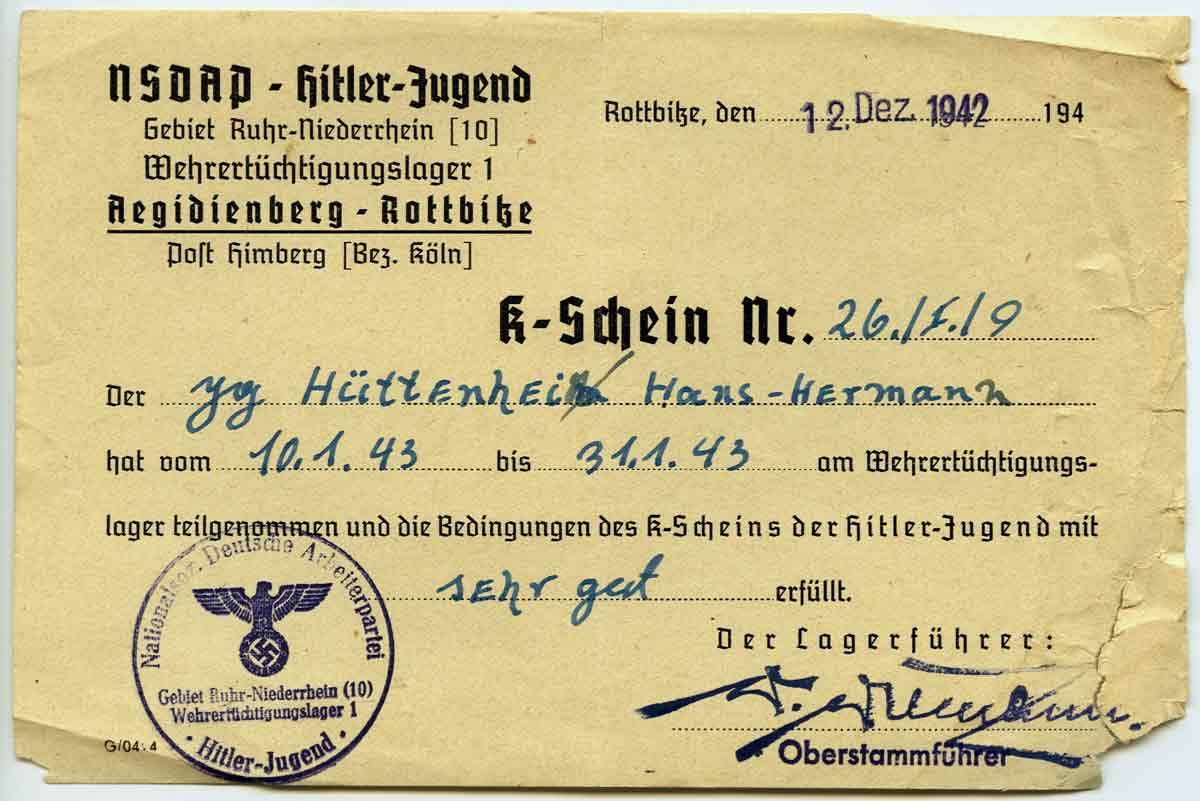 NSDAP - Hitler-Jugend
Gebiet Ruhr-Niederrhein [10]
Wehrertüchtigungslager 1
Aegidienberg - Rottbitze
Post Himberg [Bez. Köln]
Rottbitze, den 12. Dez. 1942 194
K-Schein Nr. 26./I./9
Der Jg Hüttenhein Hans-Hermann
hat vom 10.1.43 bis 31.1.43 am Wehrertüchtigungs-
lager teilgenommen und die Bedingungen des K-Scheins der Hitler-Jugend mit
sehr gut erfüllt.
Der Lagerführer:
Oberstammführer
Nationalsoz. Deutsche Arbeiterpartei
Gebiet Ruhr-Niederrhein (10)
Wehrertüchtigungslager 1
· Hitler-Jugend ·